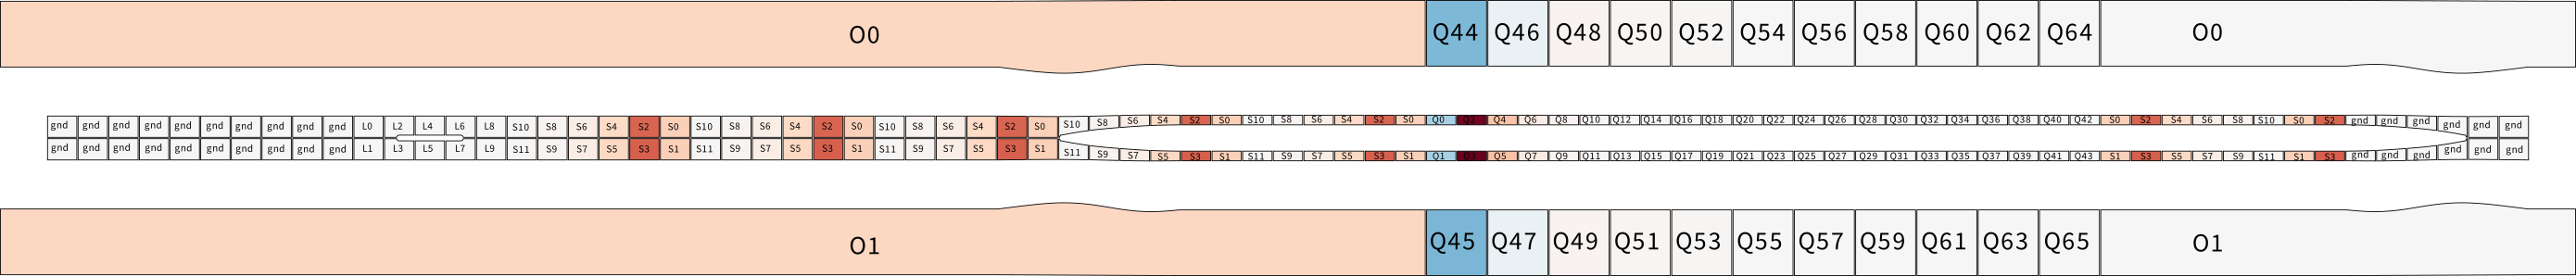 O0 Q44 Q46 Q48 Q50 Q52 Q54 Q56 Q58 Q60 Q62 Q64 O0
gnd gnd gnd gnd gnd gnd gnd gnd gnd gnd L0 L2 L4 L6 L8 S10 S8 S6 S4 S2 S0 S10 S8 S6 S4 S2 S0 S10 S8 S6 S4 S2 S0 S10 S8 S6 S4 S2 S0 S10 S8 S6 S4 S2 S0 Q0 Q2 Q4 Q6 Q8 Q10 Q12 Q14 Q16 Q18 Q20 Q22 Q24 Q26 Q28 Q30 Q32 Q34 Q36 Q38 Q40 Q42 S0 S2 S4 S6 S8 S10 S0 S2 gnd gnd gnd gnd gnd gnd
gnd gnd gnd gnd gnd gnd gnd gnd gnd gnd L1 L3 L5 L7 L9 S11 S9 S7 S5 S3 S1 S11 S9 S7 S5 S3 S1 S11 S9 S7 S5 S3 S1 S11 S9 S7 S5 S3 S1 S11 S9 S7 S5 S3 S1 Q1 Q3 Q5 Q7 Q9 Q11 Q13 Q15 Q17 Q19 Q21 Q23 Q25 Q27 Q29 Q31 Q33 Q35 Q37 Q39 Q41 Q43 S1 S3 S5 S7 S9 S11 S1 S3 gnd gnd gnd gnd gnd gnd
O1 Q45 Q47 Q49 Q51 Q53 Q55 Q57 Q59 Q61 Q63 Q65 O1